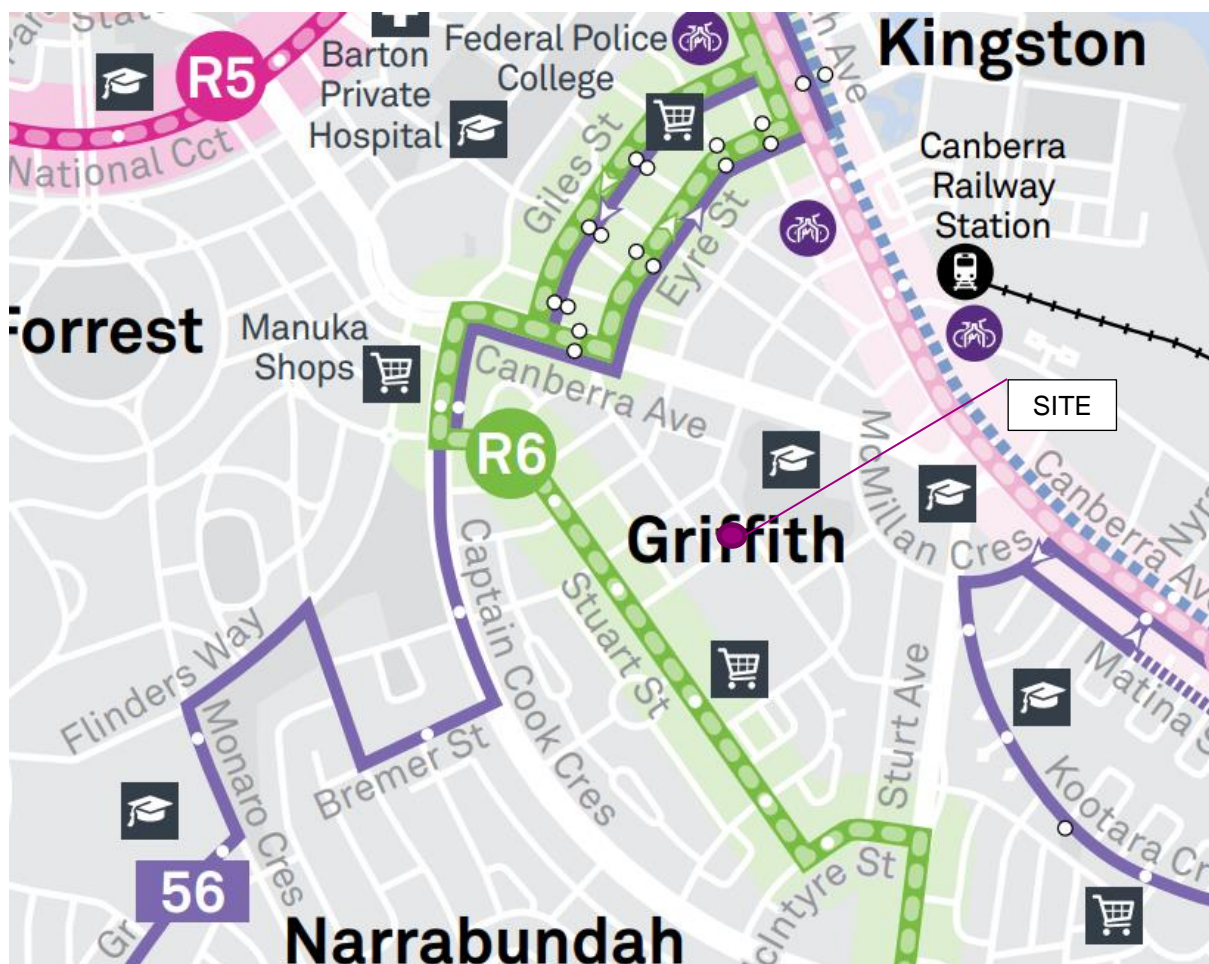 Kingston
Federal Police
College
Barton
Private
Hospital
R5
National Cct
Giles St
Eyre St
Canberra
Railway
Station
Forrest
Manuka
Shops
Canberra Ave
SITE
R6
McMillan Cres
Griffith
Canberra Ave
Captain Cook Cres
Stuart St
Flinders Way
Monaro Cres
Bremer St
Sturt Ave
Matina S
Kootara Cr
56
McIntyre St
Narrabundah